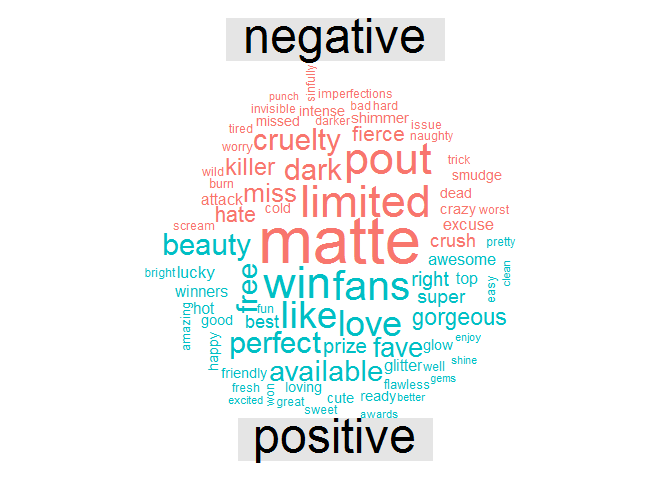 negative
sinfully
punch imperfections
invisible intense bad hard
missed darker shimmer
tired cruelty fierce issue
worry naughty
wild killer dark pout trick
burn smudge
attack miss limited dead
hate cold crazy worst
scream excuse
matte crush pretty
beauty awesome
bright lucky free win fans right top easy clean
winners super
hot fun like love gorgeous
amazing good best
happy perfect prize fave glow enjoy
friendly available glitter well shine
fresh won loving flawless gems
excited great cute ready better
sweet awards
positive